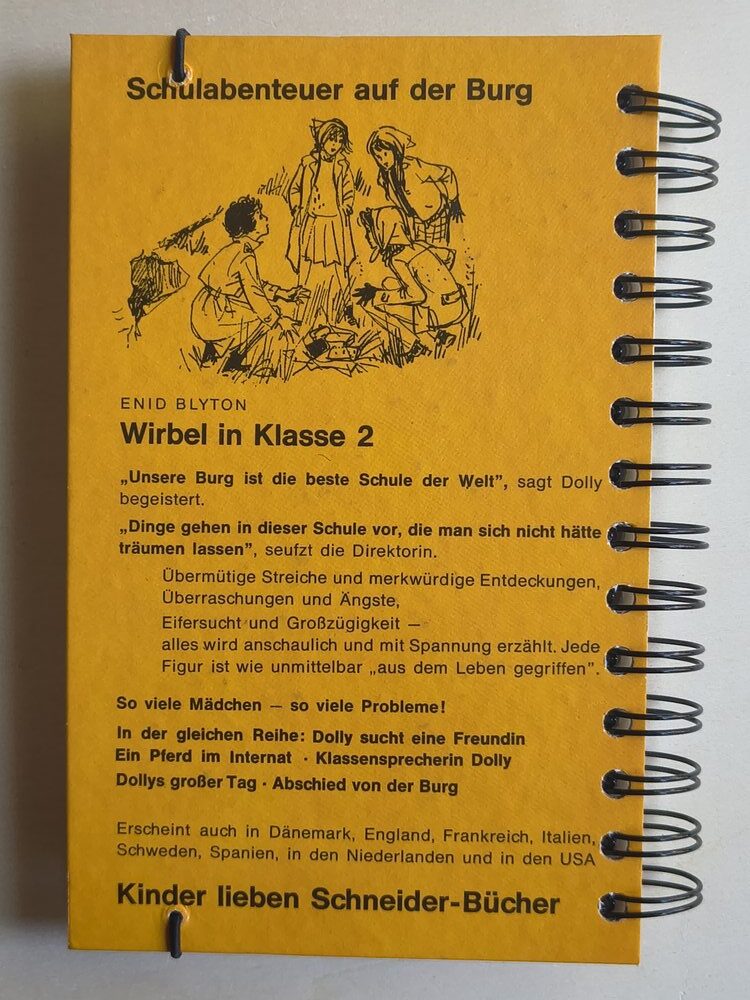 Schulabenteuer auf der Burg
ENID BLYTON
Wirbel in Klasse 2
„Unsere Burg ist die beste Schule der Welt”, sagt Dolly
begeistert.
„Dinge gehen in dieser Schule vor, die man sich nicht hätte
träumen lassen”, seufzt die Direktorin.
Übermütige Streiche und merkwürdige Entdeckungen,
Überraschungen und Ängste,
Eifersucht und Großzügigkeit —
alles wird anschaulich und mit Spannung erzählt. Jede
Figur ist wie unmittelbar „aus dem Leben gegriffen”.
So viele Mädchen — so viele Probleme!
In der gleichen Reihe: Dolly sucht eine Freundin
Ein Pferd im Internat · Klassensprecherin Dolly
Dollys großer Tag · Abschied von der Burg
Erscheint auch in Dänemark, England, Frankreich, Italien,
Schweden, Spanien, in den Niederlanden und in den USA
Kinder lieben Schneider-Bücher